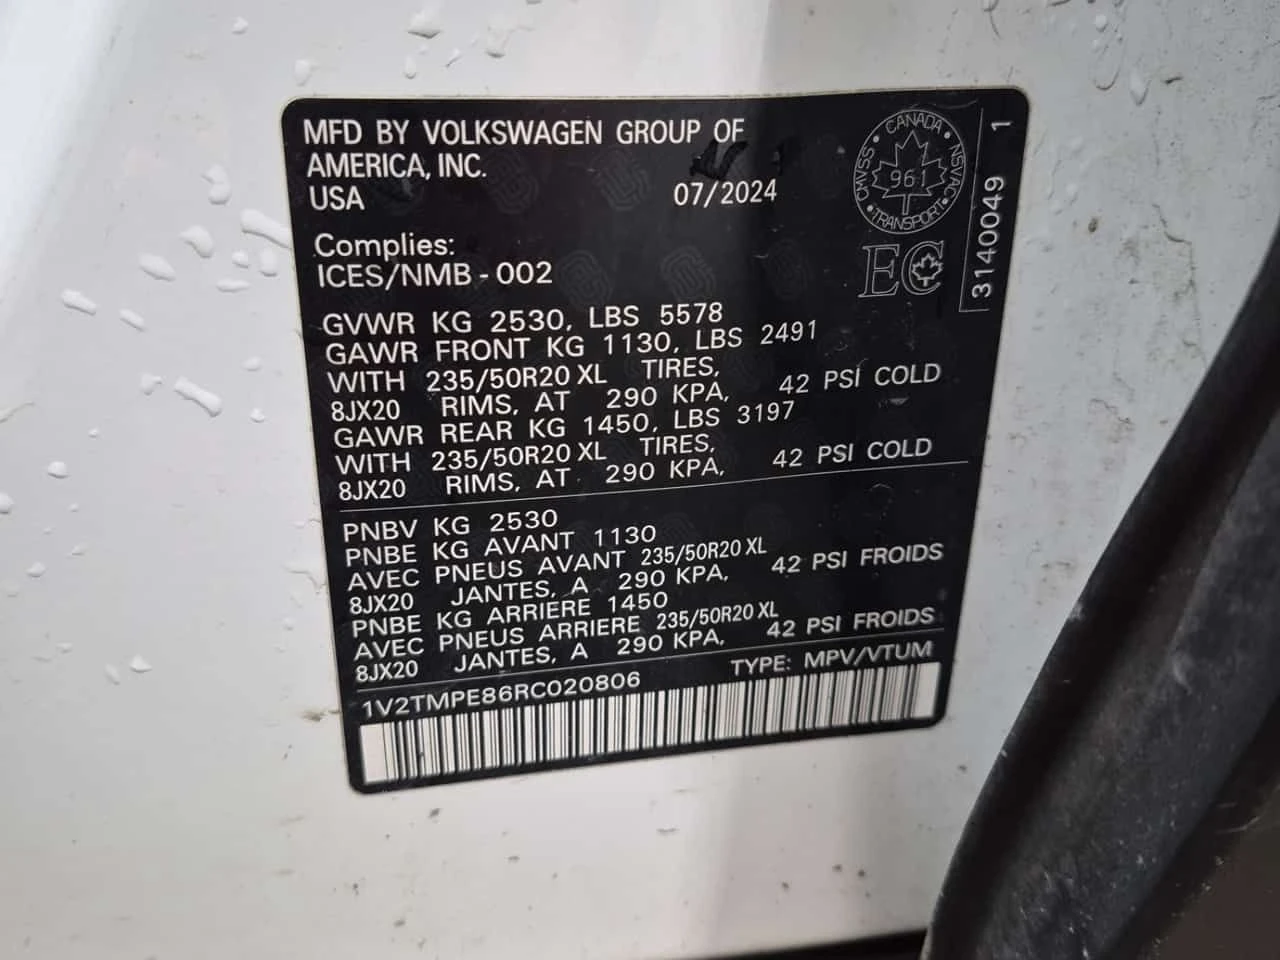 MFD BY VOLKSWAGEN GROUP OF
AMERICA, INC.
USA
07/2024
CANADA
CMVSS
NSVAC
961
TRANSPORT
EC
3140049 1
Complies:
ICES/NMB-002
GVWR KG 2530, LBS 5578
GAWR FRONT KG 1130, LBS 2491
WITH 235/50R20 XL TIRES,
8JX20 RIMS, AT 290 KPA, 42 PSI COLD
GAWR REAR KG 1450, LBS 3197
WITH 235/50R20 XL TIRES,
8JX20 RIMS, AT 290 KPA, 42 PSI COLD
PNBV KG 2530
PNBE KG AVANT 1130
AVEC PNEUS AVANT 235/50R20 XL
8JX20 JANTES, A 290 KPA, 42 PSI FROIDS
PNBE KG ARRIERE 1450
AVEC PNEUS ARRIERE 235/50R20 XL
8JX20 JANTES, A 290 KPA, 42 PSI FROIDS
1V2TMPE86RC020806 TYPE: MPV/VTUM